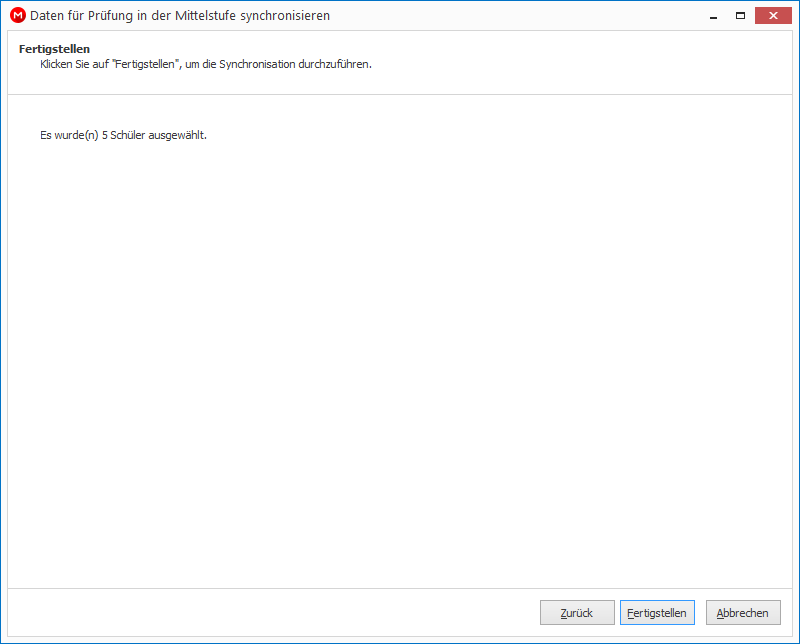 M Daten für Prüfung in der Mittelstufe synchronisieren
Fertigstellen
Klicken Sie auf "Fertigstellen", um die Synchronisation durchzuführen.
Es wurde(n) 5 Schüler ausgewählt.
Zurück Fertigstellen Abbrechen